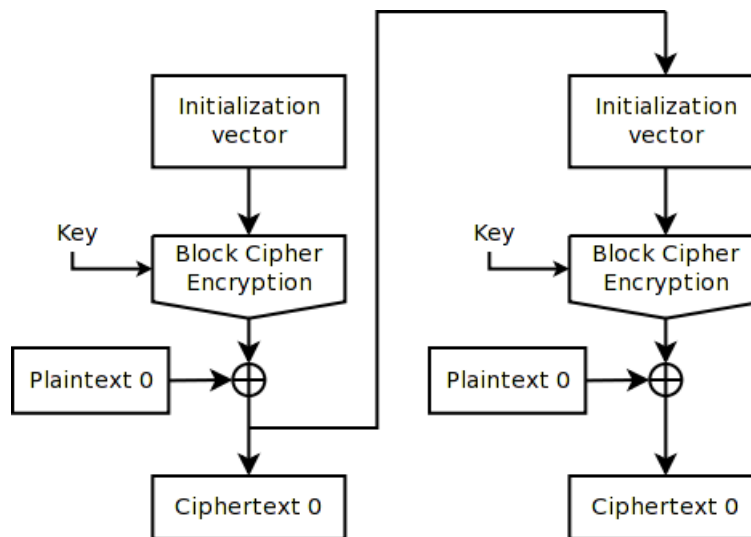 Initialization
vector
Key
Block Cipher
Encryption
Plaintext 0
Ciphertext 0
Initialization
vector
Key
Block Cipher
Encryption
Plaintext 0
Ciphertext 0